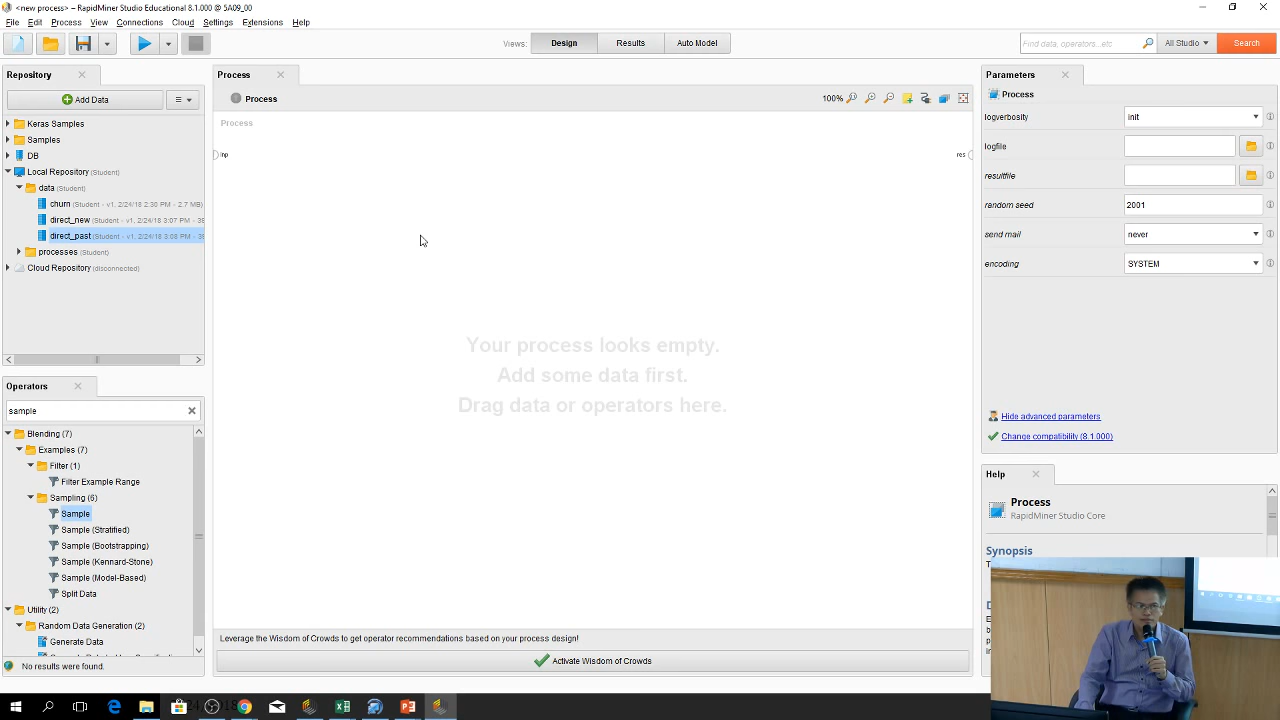 <new process> – RapidMiner Studio Educational 8.1.000 @ 5A09_00
File Edit Process View Connections Cloud Settings Extensions Help
Views: Design Results Auto Model
Find data, operators...etc All Studio Search
Repository
Add Data
Keras Samples
Samples
DB
Local Repository (Student)
data (Student)
churn (Student - v1, 2/24/18 2:30 PM - 2.7 MB)
direct_new (Student - v1, 2/24/18 3:07 PM - 38
direct_past (Student - v1, 2/24/18 3:08 PM - 38
processes (Student)
Cloud Repository (disconnected)
Operators
sample
Blending (7)
Examples (7)
Filter (1)
Filter Example Range
Sampling (6)
Sample
Sample (Stratified)
Sample (Bootstrapping)
Sample (Kennard-Stone)
Sample (Model-Based)
Split Data
Utility (2)
Random Data Generation (2)
Generate Data
No results were found.
Process
Process
100%
Process
inp
res
Your process looks empty.
Add some data first.
Drag data or operators here.
Leverage the Wisdom of Crowds to get operator recommendations based on your process design!
Activate Wisdom of Crowds
Parameters
Process
logverbosity init
logfile
resultfile
random seed 2001
send mail never
encoding SYSTEM
Hide advanced parameters
Change compatibility (8.1.000)
Help
Process
RapidMiner Studio Core
Synopsis